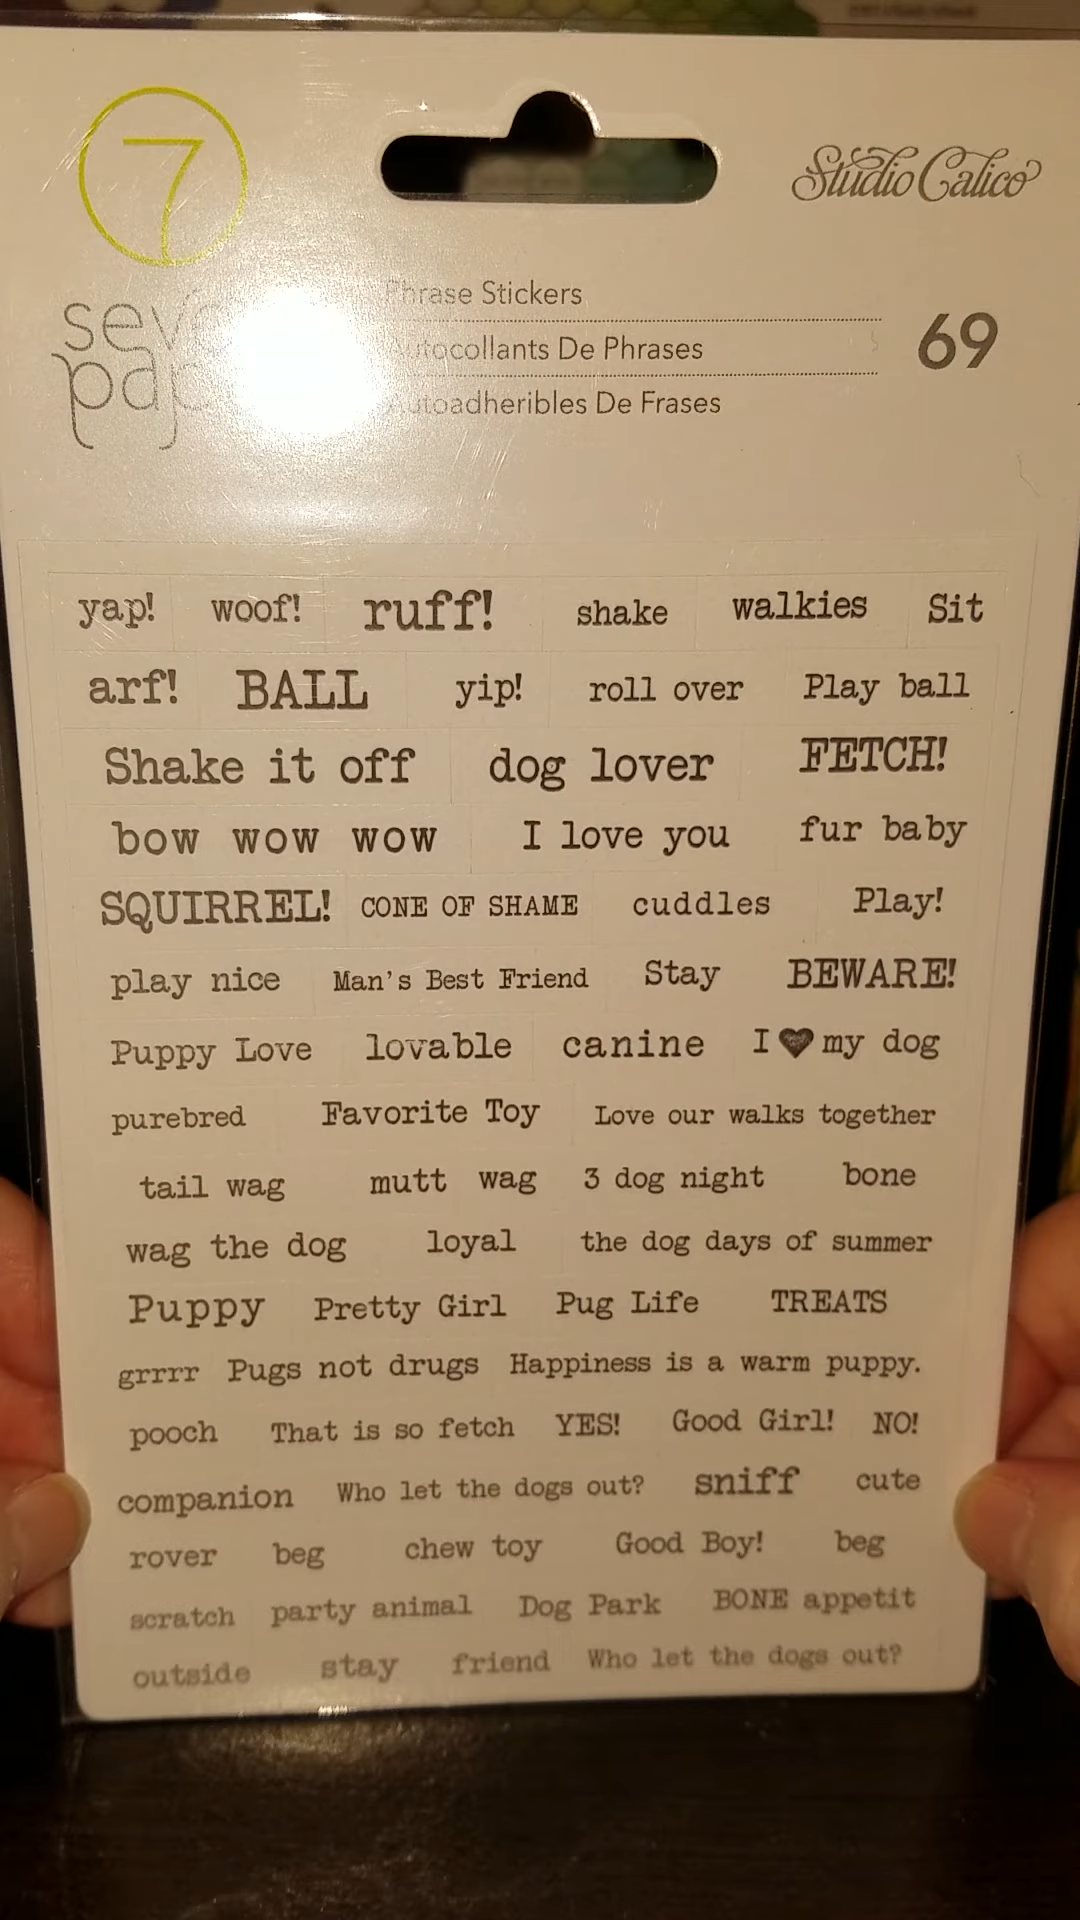 7
Studio Calico
Phrase Stickers
Autocollants De Phrases
69
Autoadheribles De Frases
yap! woof! ruff! shake walkies Sit
arf! BALL yip! roll over Play ball
Shake it off dog lover FETCH!
bow wow wow I love you fur baby
SQUIRREL! CONE OF SHAME cuddles Play!
play nice Man's Best Friend Stay BEWARE!
Puppy Love lovable canine I ♥ my dog
purebred Favorite Toy Love our walks together
tail wag mutt wag 3 dog night bone
wag the dog loyal the dog days of summer
Puppy Pretty Girl Pug Life TREATS
grrrr Pugs not drugs Happiness is a warm puppy.
pooch That is so fetch YES! Good Girl! NO!
companion Who let the dogs out? sniff cute
rover beg chew toy Good Boy! beg
scratch party animal Dog Park BONE appetit
outside stay friend Who let the dogs out?